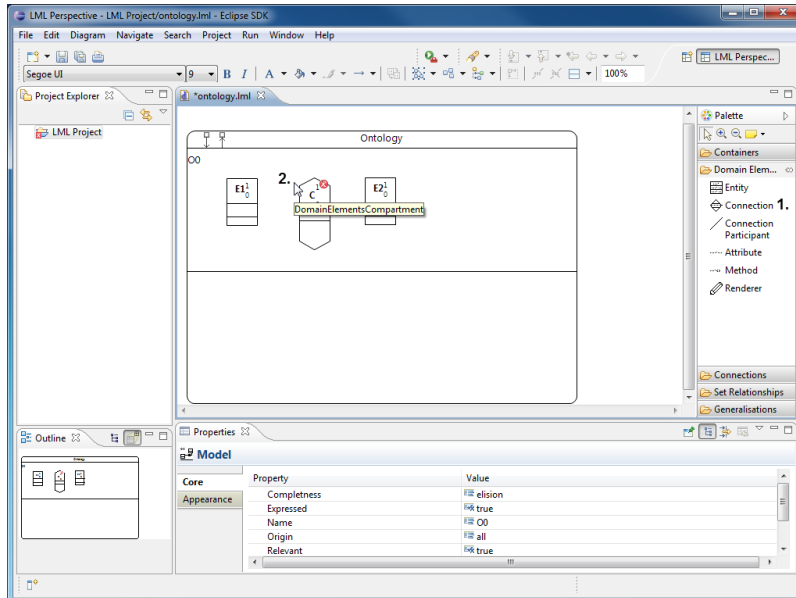 LML Perspective - LML Project/ontology.lml - Eclipse SDK
File Edit Diagram Navigate Search Project Run Window Help
LML Perspec...
Segoe UI 9 B I A 100%
Project Explorer
*ontology.lml
LML Project
Ontology
O0
E1 1 0
2.
C 1
E2 1 0
DomainElementsCompartment
Palette
Containers
Domain Elem...
Entity
Connection 1.
Connection
Participant
Attribute
Method
Renderer
Connections
Set Relationships
Generalisations
Outline
Ontology
Properties
Model
Core
Appearance
Property Value
Completness elision
Expressed true
Name O0
Origin all
Relevant true